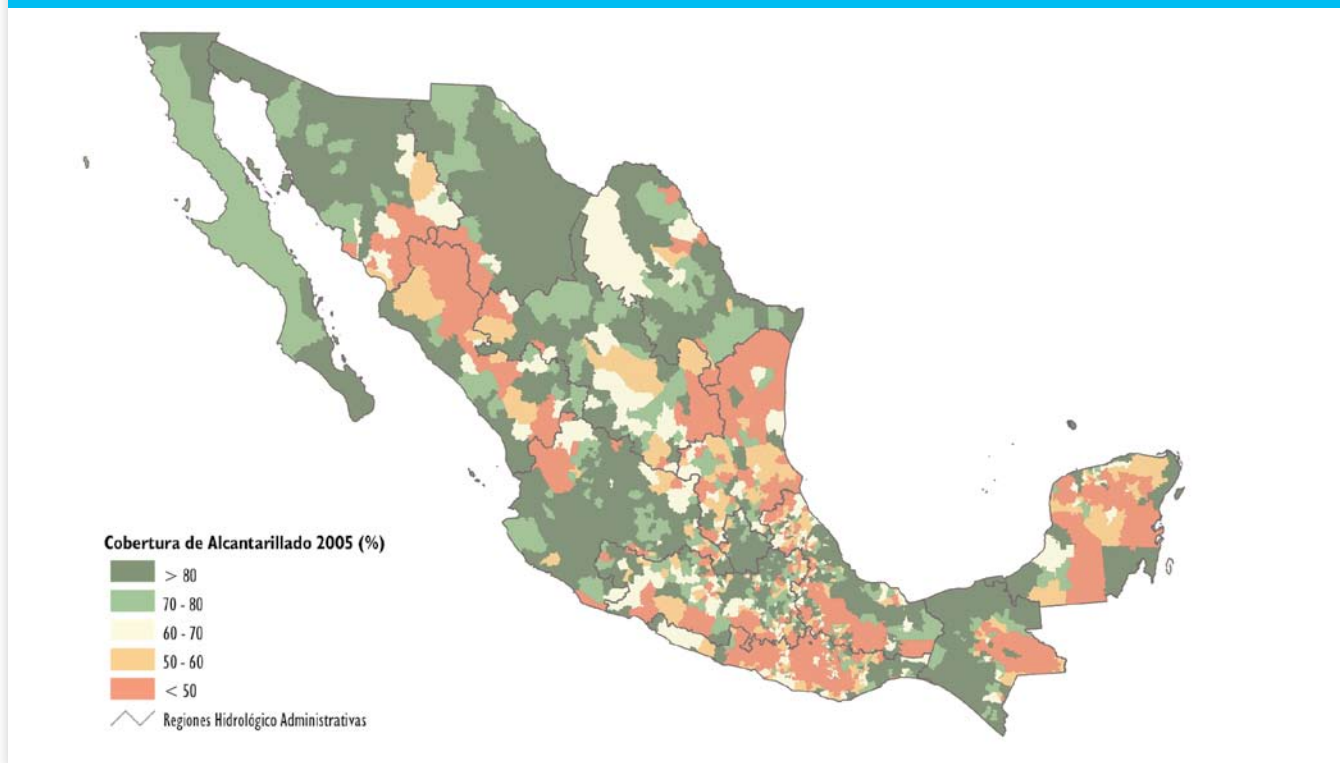 Cobertura de Alcantarillado 2005 (%)
> 80
70 - 80
60 - 70
50 - 60
< 50
Regiones Hidrológico Administrativas